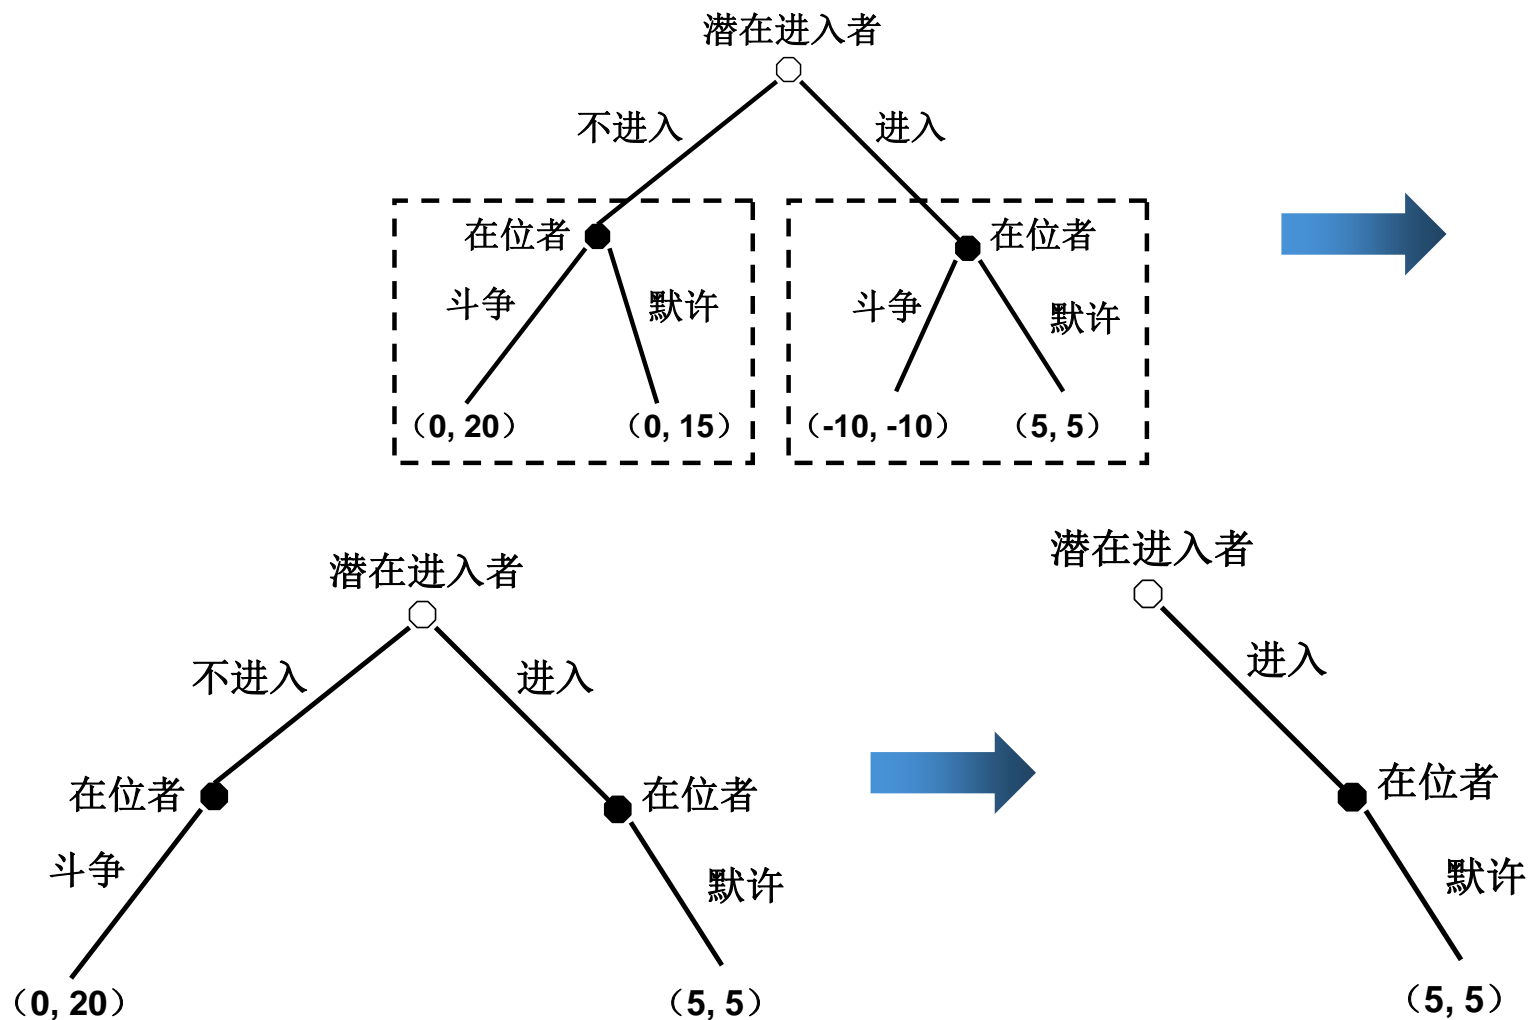 潜在进入者
不进入
进入
在位者
在位者
斗争
默许
斗争
默许
（0, 20）
（0, 15）
（-10, -10）
（5, 5）
潜在进入者
不进入
进入
在位者
在位者
斗争
默许
（0, 20）
（5, 5）
潜在进入者
进入
在位者
默许
（5, 5）